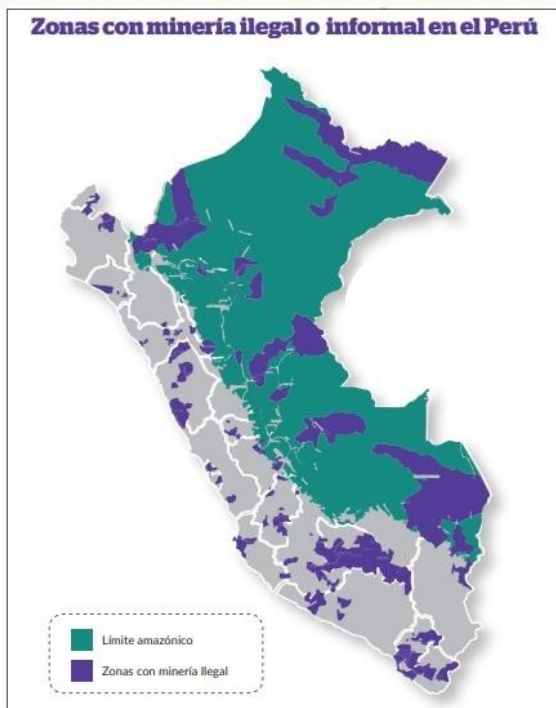 Zonas con minería ilegal o informal en el Perú
Límite amazónico
Zonas con minería Ilegal